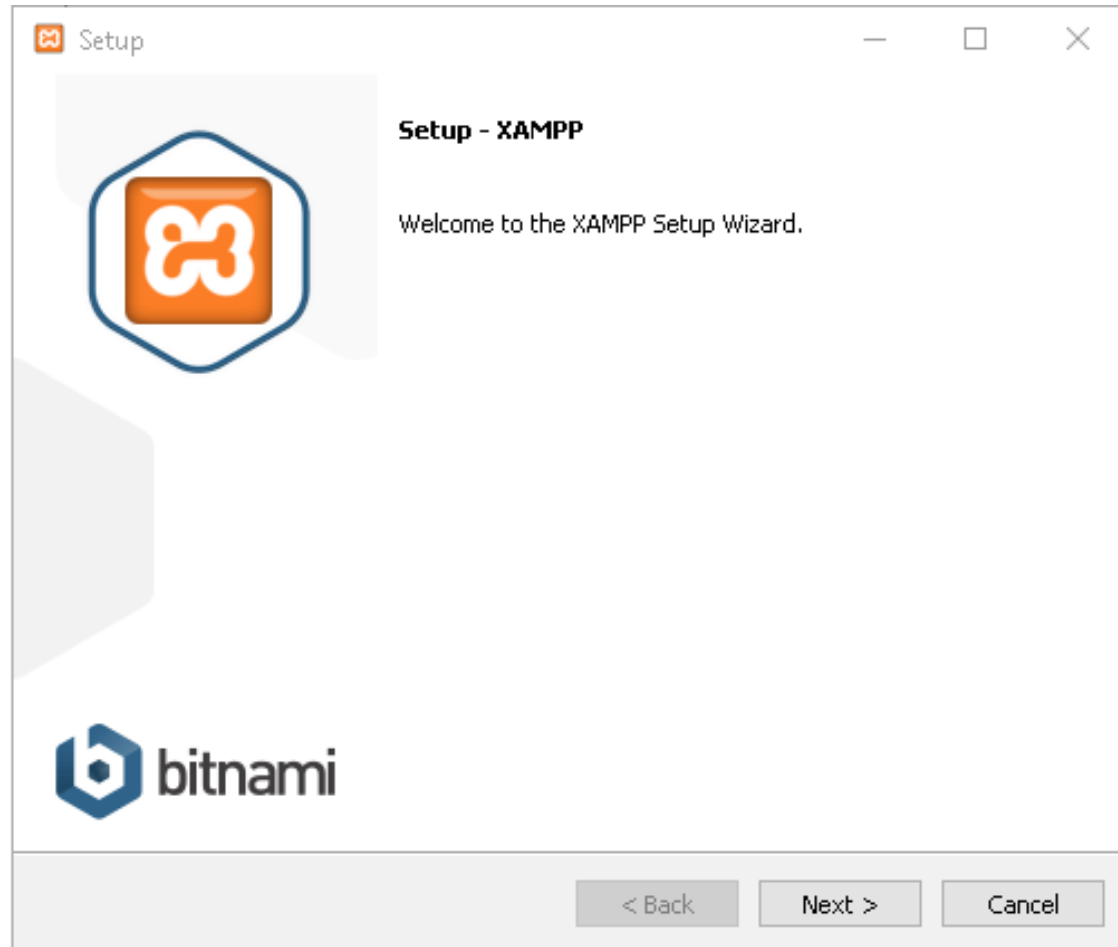 Setup
Setup - XAMPP
Welcome to the XAMPP Setup Wizard.
bitnami
< Back
Next >
Cancel